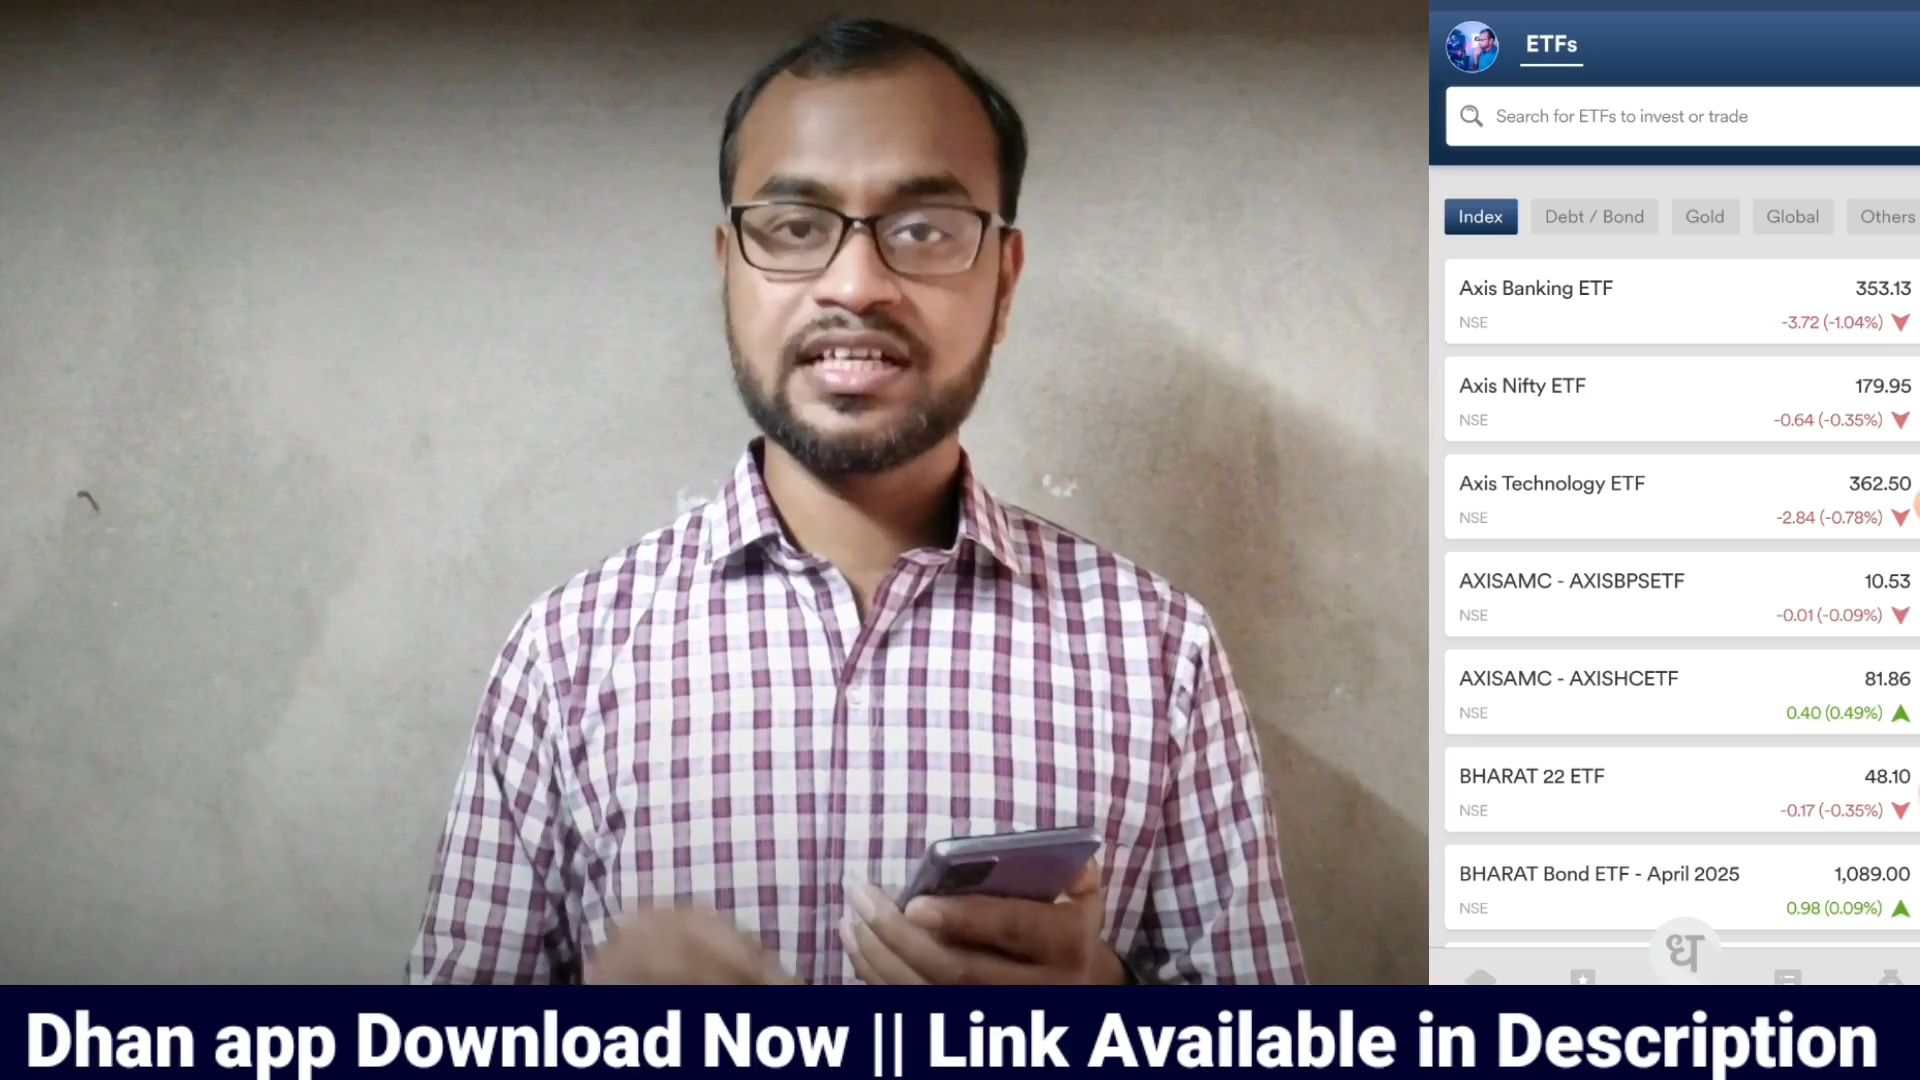 ETFs
Search for ETFs to invest or trade
Index Debt / Bond Gold Global Others
Axis Banking ETF 353.13
NSE -3.72 (-1.04%)
Axis Nifty ETF 179.95
NSE -0.64 (-0.35%)
Axis Technology ETF 362.50
NSE -2.84 (-0.78%)
AXISAMC - AXISBPSETF 10.53
NSE -0.01 (-0.09%)
AXISAMC - AXISHCETF 81.86
NSE 0.40 (0.49%)
BHARAT 22 ETF 48.10
NSE -0.17 (-0.35%)
BHARAT Bond ETF - April 2025 1,089.00
NSE 0.98 (0.09%)
ध
Dhan app Download Now || Link Available in Description